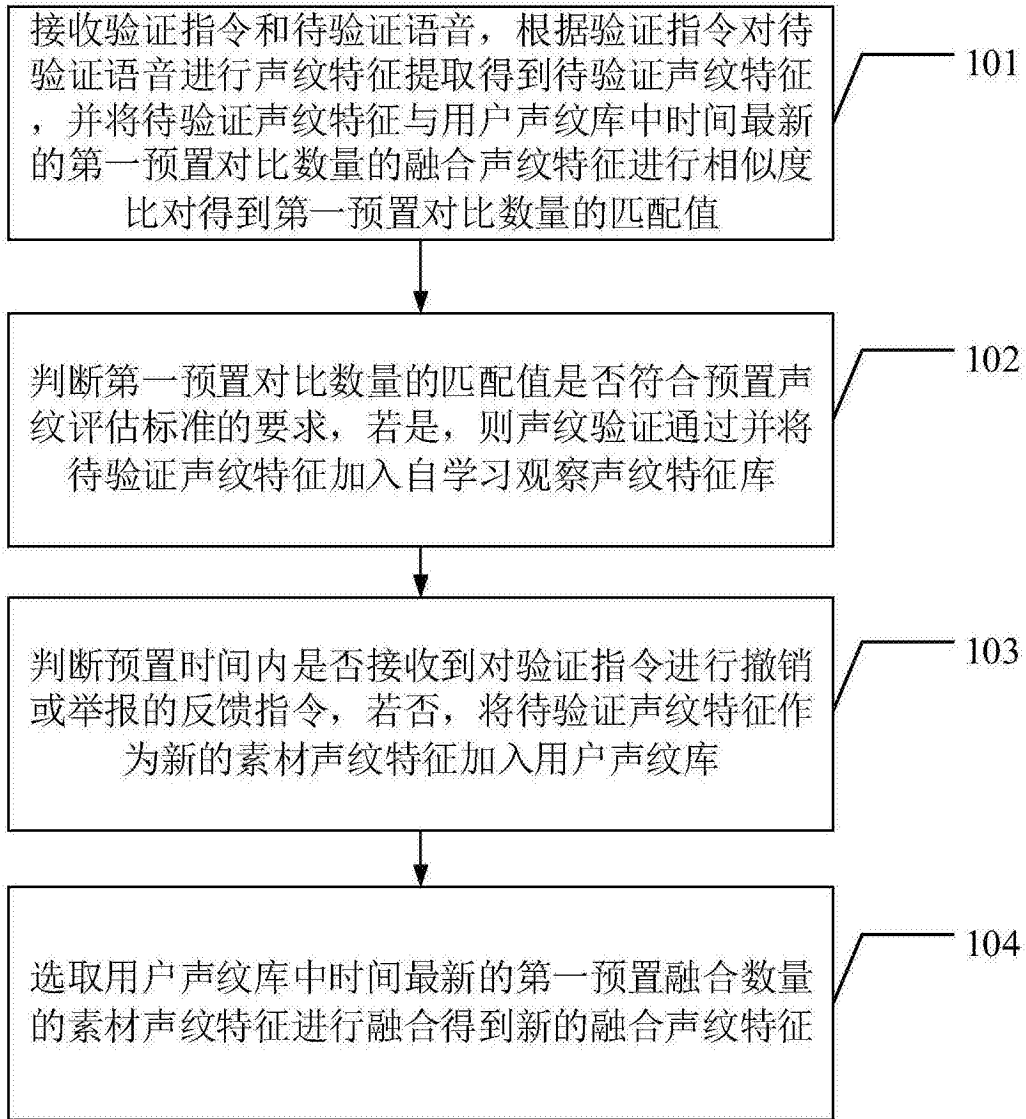 接收验证指令和待验证语音，根据验证指令对待
验证语音进行声纹特征提取得到待验证声纹特征
，并将待验证声纹特征与用户声纹库中时间最新
的第一预置对比数量的融合声纹特征进行相似度
比对得到第一预置对比数量的匹配值
101
判断第一预置对比数量的匹配值是否符合预置声
纹评估标准的要求，若是，则声纹验证通过并将
待验证声纹特征加入自学习观察声纹特征库
102
判断预置时间内是否接收到对验证指令进行撤销
或举报的反馈指令，若否，将待验证声纹特征作
为新的素材声纹特征加入用户声纹库
103
选取用户声纹库中时间最新的第一预置融合数量
的素材声纹特征进行融合得到新的融合声纹特征
104